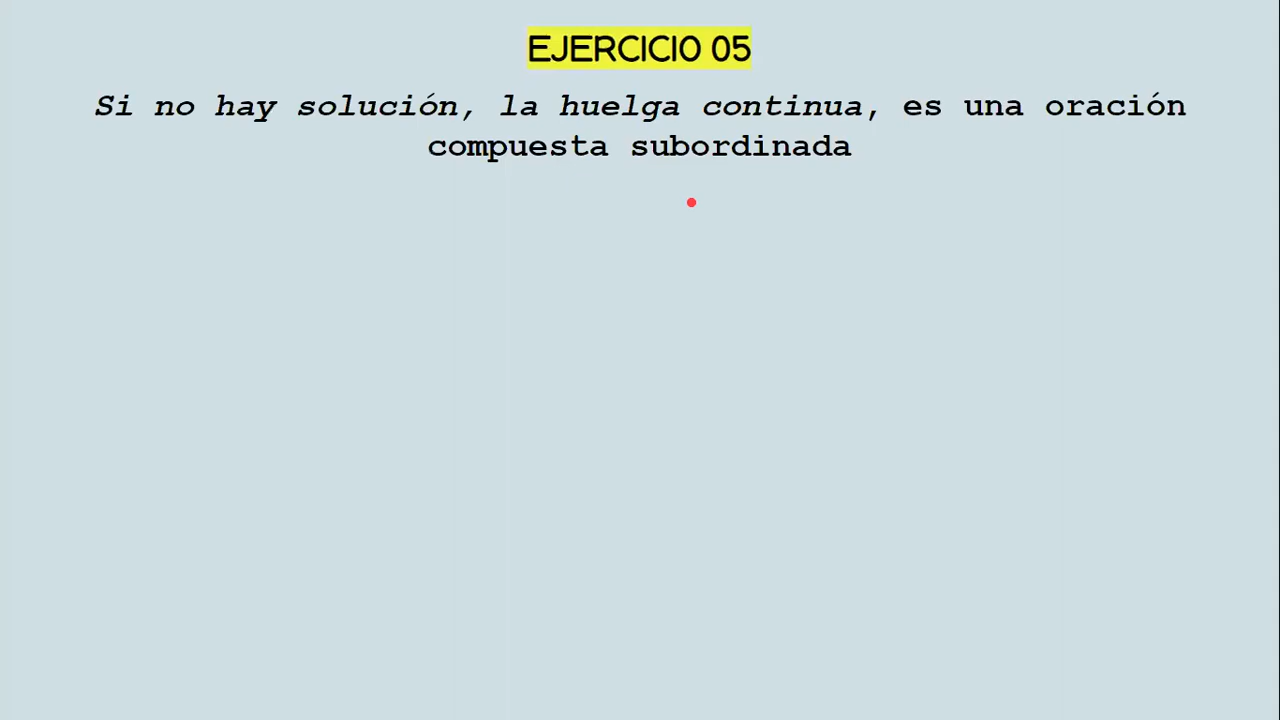 EJERCICIO 05
Si no hay solución, la huelga continua, es una oración
compuesta subordinada